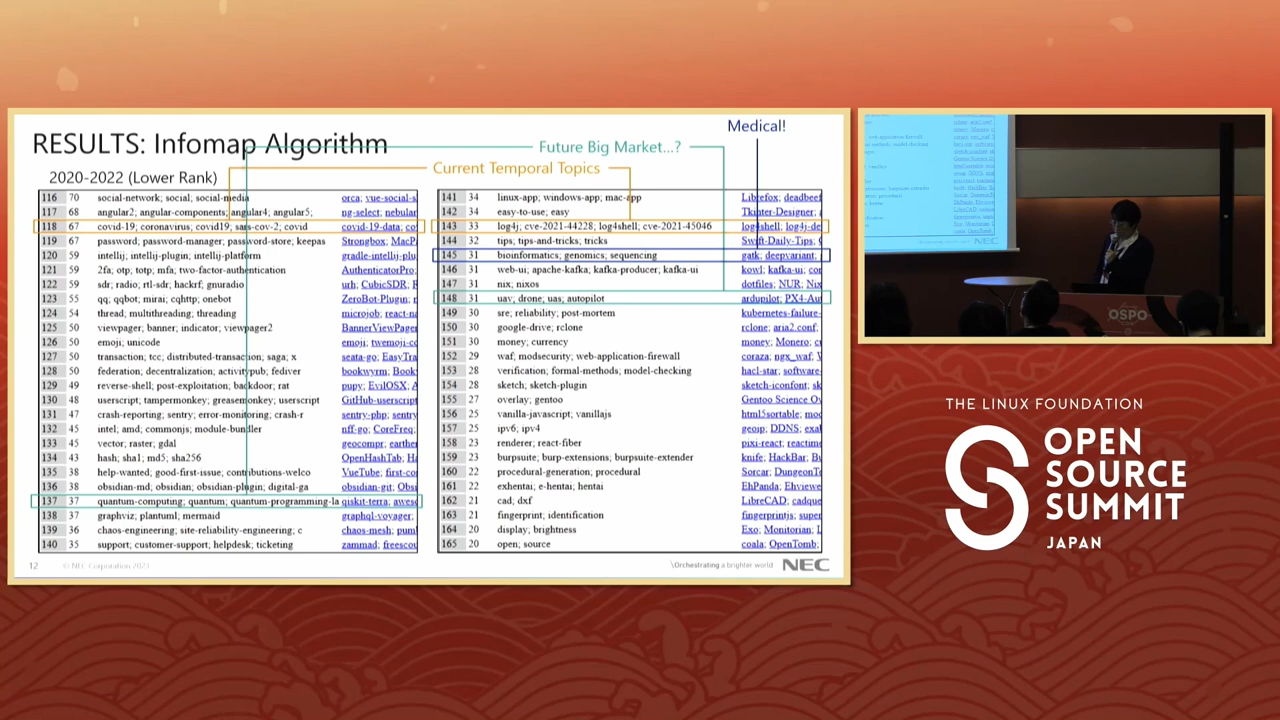 RESULTS: Infomap Algorithm
Medical!
Future Big Market...?
Current Temporal Topics
2020-2022 (Lower Rank)
116 70 social-network; social; social-media orca; vue-social-s
117 68 angular2; angular-components; angular4; angular5; ng-select; nebular
118 67 covid-19; coronavirus; covid19; sars-cov-2; covid covid-19-data; co
119 67 password; password-manager; password-store; keepas Strongbox; MacP
120 59 intellij; intellij-plugin; intellij-platform gradle-intellij-plu
121 59 2fa; otp; totp; mfa; two-factor-authentication AuthenticatorPro;
122 59 sdr; radio; rtl-sdr; hackrf; gnuradio urh; CubicSDR; F
123 55 qq; qqbot; mirai; cqhttp; onebot ZeroBot-Plugin;
124 54 thread; multithreading; threading microjob; react-na
125 50 viewpager; banner; indicator; viewpager2 BannerViewPager
126 50 emoji; unicode emoji; twemoji-co
127 50 transaction; tcc; distributed-transaction; saga; x seata-go; EasyTra
128 50 federation; decentralization; activitypub; fediver bookwyrm; Book
129 49 reverse-shell; post-exploitation; backdoor; rat pupy; EvilOSX; A
130 48 userscript; tampermonkey; greasemonkey; userscript GitHub-userscript
131 47 crash-reporting; sentry; error-monitoring; crash-r sentry-php; sentry
132 45 intel; amd; commonjs; module-bundler nff-go; CoreFreq;
133 45 vector; raster; gdal geocompr; earthe
134 43 hash; sha1; md5; sha256 OpenHashTab; Ha
135 38 help-wanted; good-first-issue; contributions-welco VueTube; first-co
136 38 obsidian-md; obsidian; obsidian-plugin; digital-ga obsidian-git; Obsi
137 37 quantum-computing; quantum; quantum-programming-la qiskit-terra; aweso
138 37 graphviz; plantuml; mermaid graphql-voyager;
139 36 chaos-engineering; site-reliability-engineering; c chaos-mesh; pum
140 35 support; customer-support; helpdesk; ticketing zammad; freescou
141 34 linux-app; windows-app; mac-app Librefox; deadbee
142 34 easy-to-use; easy Tkinter-Designer;
143 33 log4j; cve-2021-44228; log4shell; cve-2021-45046 log4shell; log4j-de
144 32 tips; tips-and-tricks; tricks Swift-Daily-Tips;
145 31 bioinformatics; genomics; sequencing gatk; deepvariant;
146 31 web-ui; apache-kafka; kafka-producer; kafka-ui kowl; kafka-ui; cor
147 31 nix; nixos dotfiles; NUR; Nix
148 31 uav; drone; uas; autopilot ardupilot; PX4-Au
149 30 sre; reliability; post-mortem kubernetes-failure-
150 30 google-drive; rclone rclone; aria2.conf;
151 30 money; currency money; Monero;
152 29 waf; modsecurity; web-application-firewall coraza; ngx_waf;
153 28 verification; formal-methods; model-checking hacl-star; software-
154 28 sketch; sketch-plugin sketch-iconfont; sk
155 27 overlay; gentoo Gentoo Science Ov
156 25 vanilla-javascript; vanillajs html5sortable; moc
157 25 ipv6; ipv4 geoip; DDNS; exa
158 23 renderer; react-fiber pixi-react; reactime
159 23 burpsuite; burp-extensions; burpsuite-extender knife; HackBar; Bu
160 22 procedural-generation; procedural Sorcar; DungeonT
161 22 exhentai; e-hentai; hentai EhPanda; Ehviewe
162 21 cad; dxf LibreCAD; cadque
163 21 fingerprint; identification fingerprintjs; super
164 20 display; brightness Exo; Monitorian; L
165 20 open; source coala; OpenTomb;
12 © NEC Corporation 2023
\Orchestrating a brighter world NEC
NEC
OSPO
THE LINUX FOUNDATION
OPEN
SOURCE
SUMMIT
JAPAN